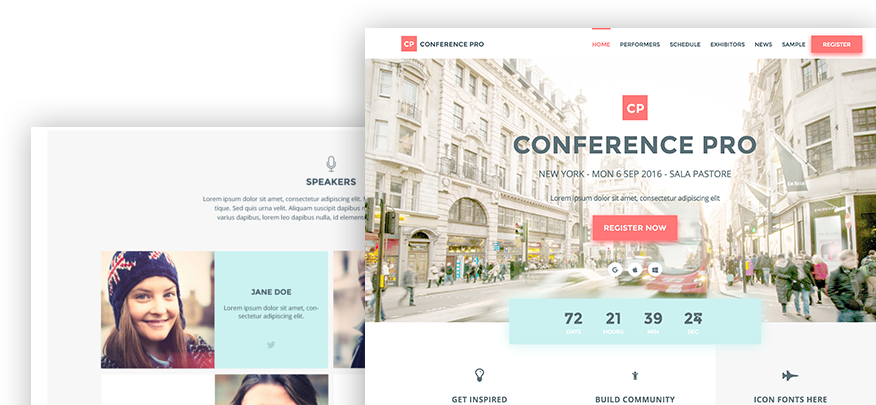 CP CONFERENCE PRO
HOME PERFORMERS SCHEDULE EXHIBITORS NEWS SAMPLE REGISTER
CP
CONFERENCE PRO
NEW YORK - MON 6 SEP 2016 - SALA PASTORE
Lorem ipsum dolor sit amet, consectetur adipiscing elit
REGISTER NOW
G
72 21 39
DAYS HOURS MIN SEC
GET INSPIRED BUILD COMMUNITY ICON FONTS HERE
SPEAKERS
Lorem ipsum dolor sit amet, consectetur adipiscing elit.
tique. Sed quis urna velit. Aliquam suscipit dapibus
varius dapibus, lorem leo dapibus nulla, id
JANE DOE
Lorem ipsum dolor sit amet, con-
sectetur adipiscing elit.